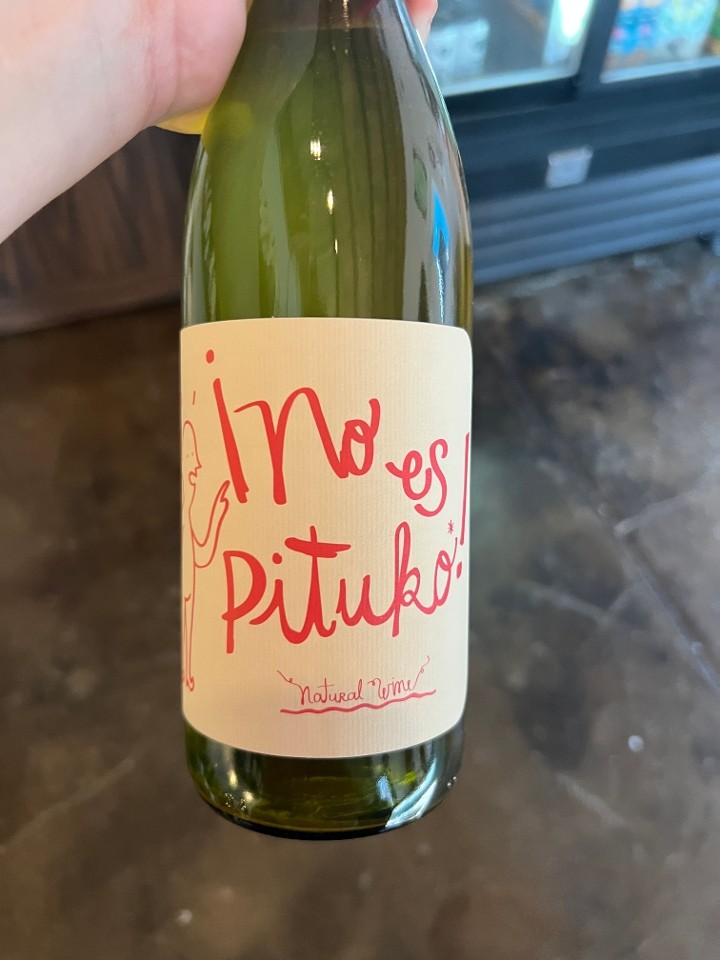 ¡no es
pituko*!
natural wine